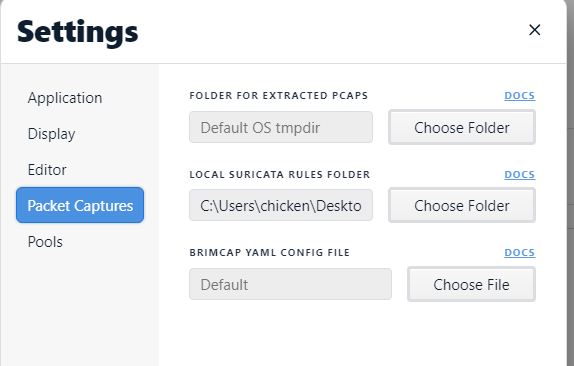 Settings
Application
Display
Editor
Packet Captures
Pools
FOLDER FOR EXTRACTED PCAPS DOCS
Default OS tmpdir Choose Folder
LOCAL SURICATA RULES FOLDER DOCS
C:\Users\chicken\Deskto Choose Folder
BRIMCAP YAML CONFIG FILE DOCS
Default Choose File